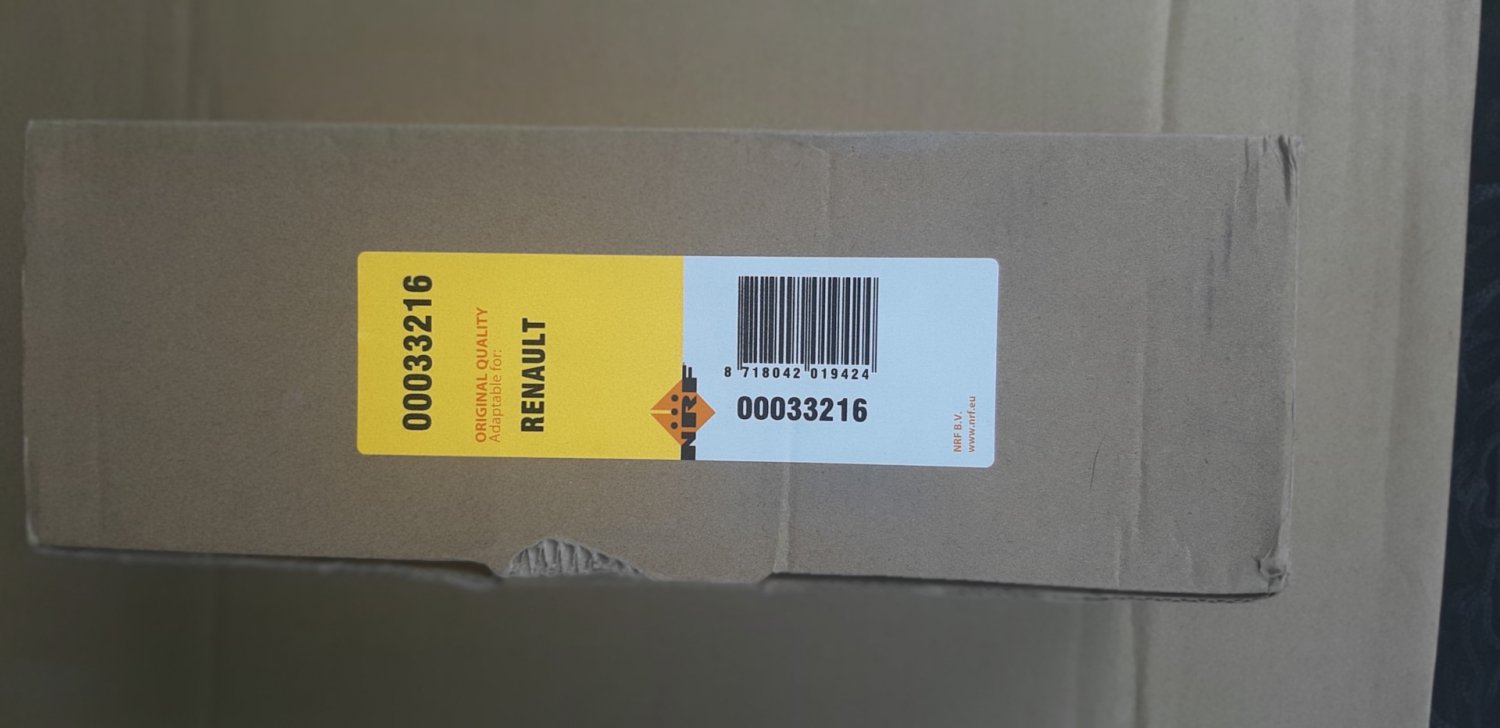 00033216
ORIGINAL QUALITY
Adaptable for:
RENAULT
NRF
8 718042 019424
00033216
NRF B.V.
www.nrf.eu